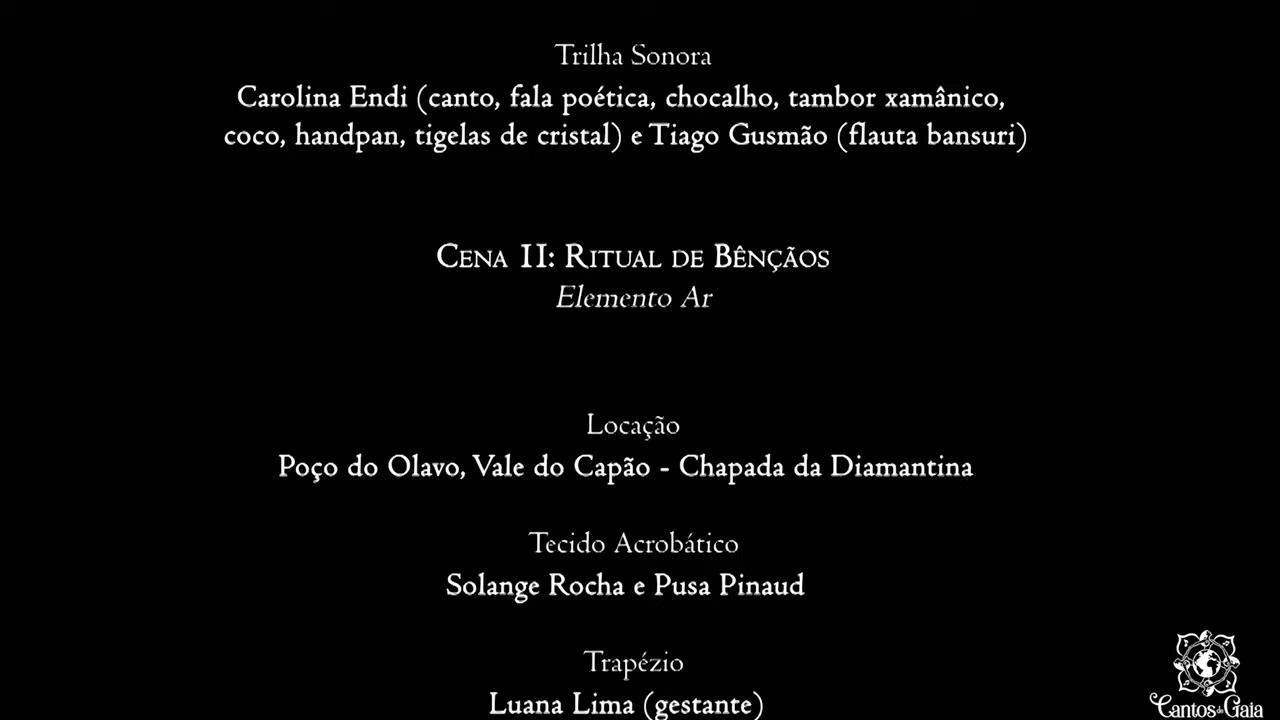 Trilha Sonora
Carolina Endi (canto, fala poética, chocalho, tambor xamânico,
coco, handpan, tigelas de cristal) e Tiago Gusmão (flauta bansuri)
Cena II: Ritual de Bênçãos
Elemento Ar
Locação
Poço do Olavo, Vale do Capão - Chapada da Diamantina
Tecido Acrobático
Solange Rocha e Pusa Pinaud
Trapézio
Luana Lima (gestante)
Cantos de Gaia